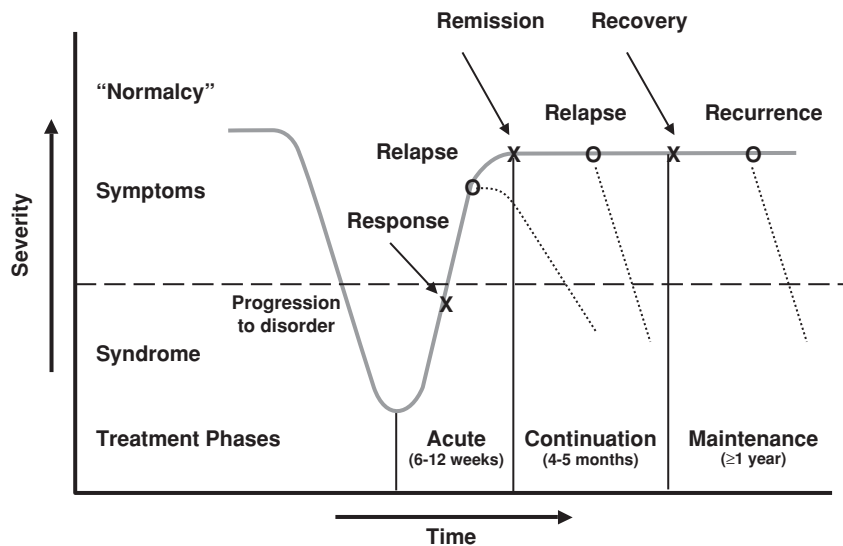 Remission
Recovery
“Normalcy”
Relapse
Recurrence
Relapse
Symptoms
Response
Severity
Progression
to disorder
Syndrome
Treatment Phases
Acute
(6-12 weeks)
Continuation
(4-5 months)
Maintenance
(≥1 year)
Time
X
O
X
O
X
O